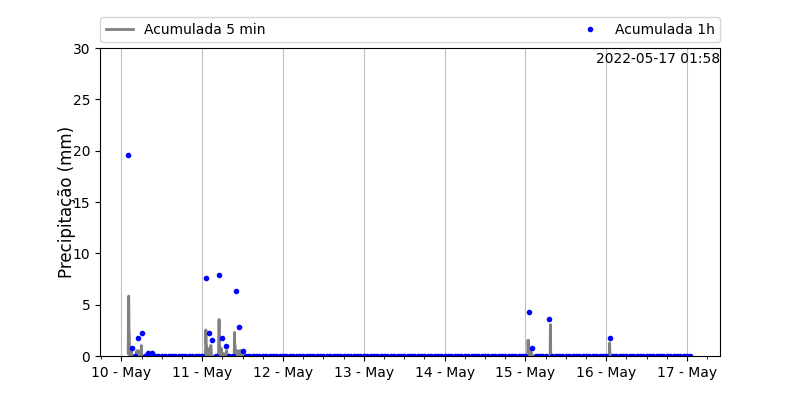 Acumulada 5 min
Acumulada 1h
2022-05-17 01:58
Precipitação (mm)
30
25
20
15
10
5
0
10 - May 11 - May 12 - May 13 - May 14 - May 15 - May 16 - May 17 - May